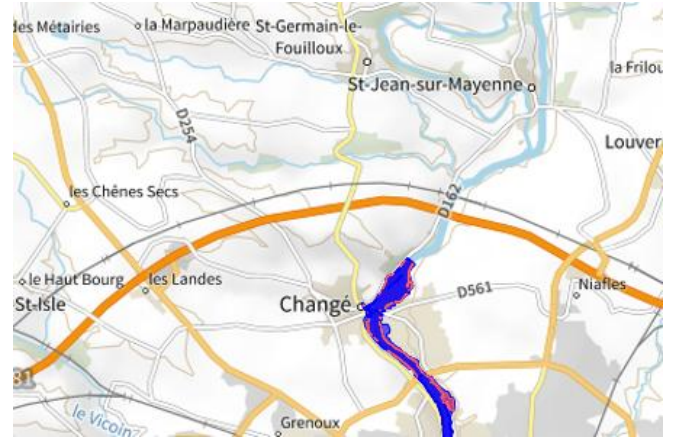 des Métairies
la Marpaudière
St-Germain-le-
Fouilloux
St-Jean-sur-Mayenne
la Frilou
D254
Louver
les Chênes Secs
D162
le Haut Bourg
les Landes
D561
Niafles
St-Isle
Changé
81
le Vicoin
Grenoux